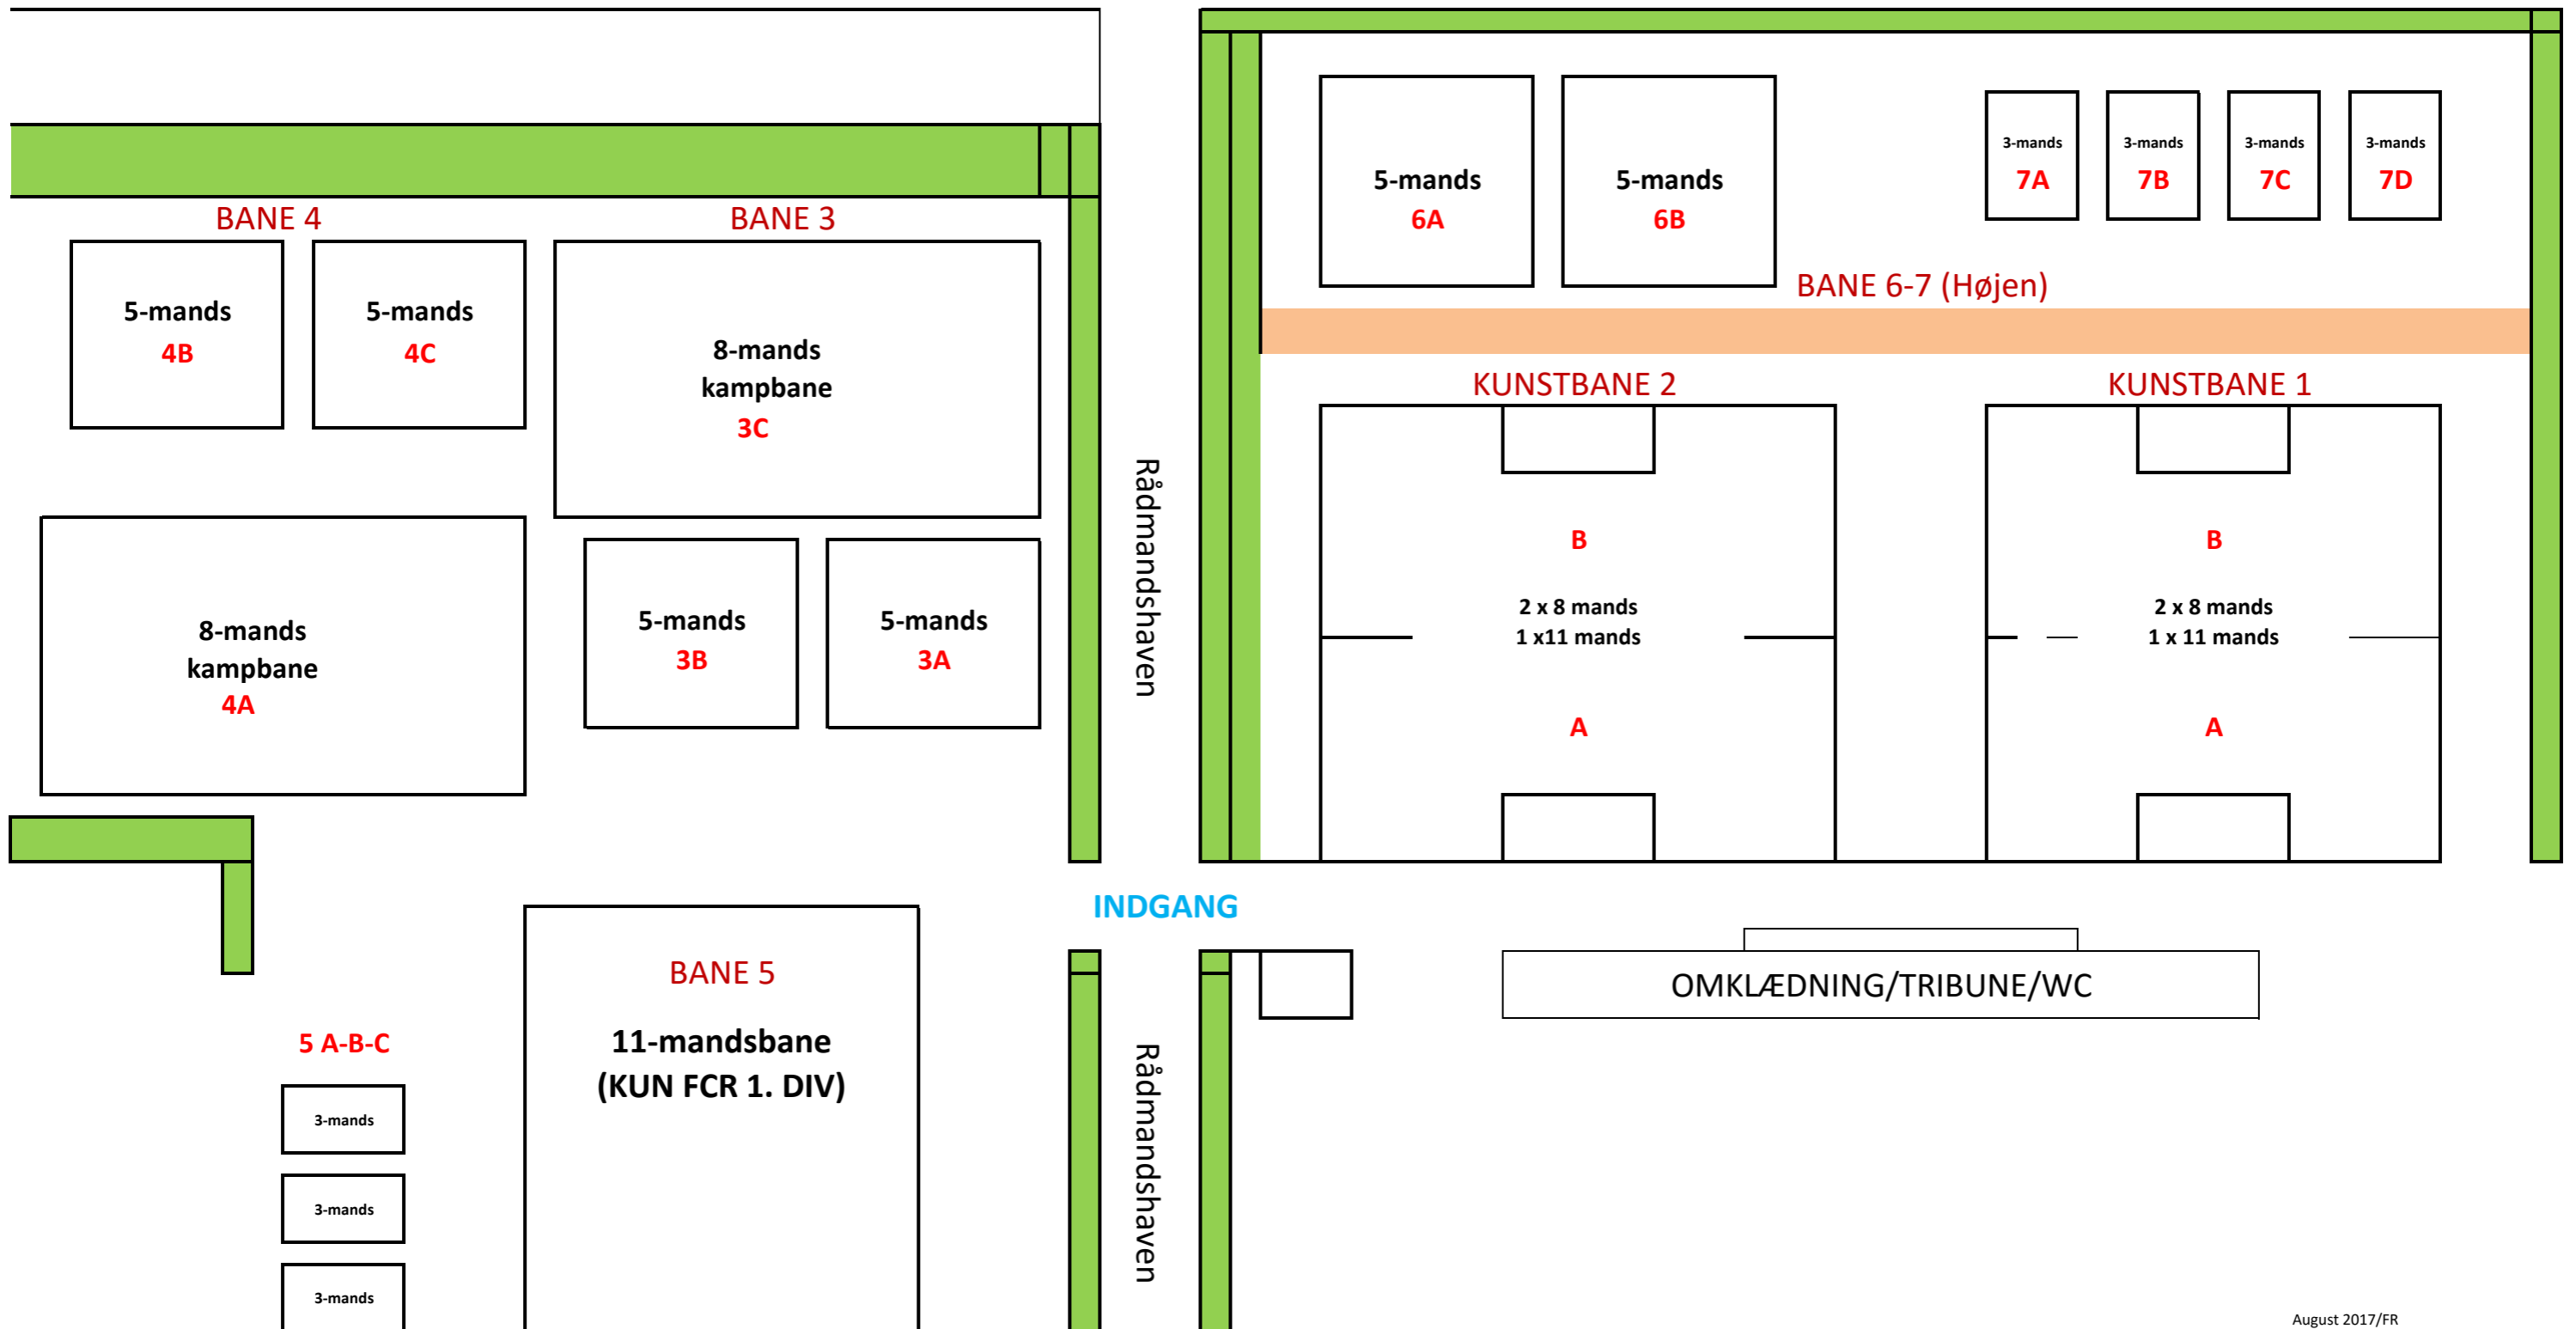 BANE 4
BANE 3
5-mands
4B
5-mands
4C
8-mands
kampbane
3C
8-mands
kampbane
4A
5-mands
3B
5-mands
3A
Rådmandshaven
5-mands
6A
5-mands
6B
3-mands
7A
3-mands
7B
3-mands
7C
3-mands
7D
BANE 6-7 (Højen)
KUNSTBANE 2
B
2 x 8 mands
1 x11 mands
A
KUNSTBANE 1
B
2 x 8 mands
1 x 11 mands
A
INDGANG
5 A-B-C
3-mands
3-mands
3-mands
BANE 5
11-mandsbane
(KUN FCR 1. DIV)
Rådmandshaven
OMKLÆDNING/TRIBUNE/WC
August 2017/FR